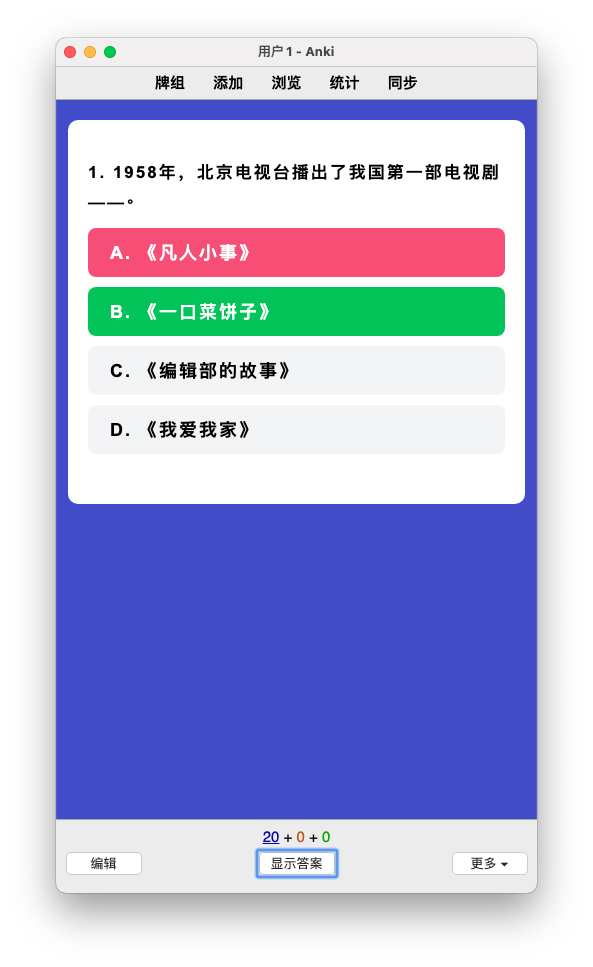 用户 1 - Anki
牌组 添加 浏览 统计 同步
1. 1958年，北京电视台播出了我国第一部电视剧
——。
A. 《凡人小事》
B. 《一口菜饼子》
C. 《编辑部的故事》
D. 《我爱我家》
20 + 0 + 0
编辑 显示答案 更多